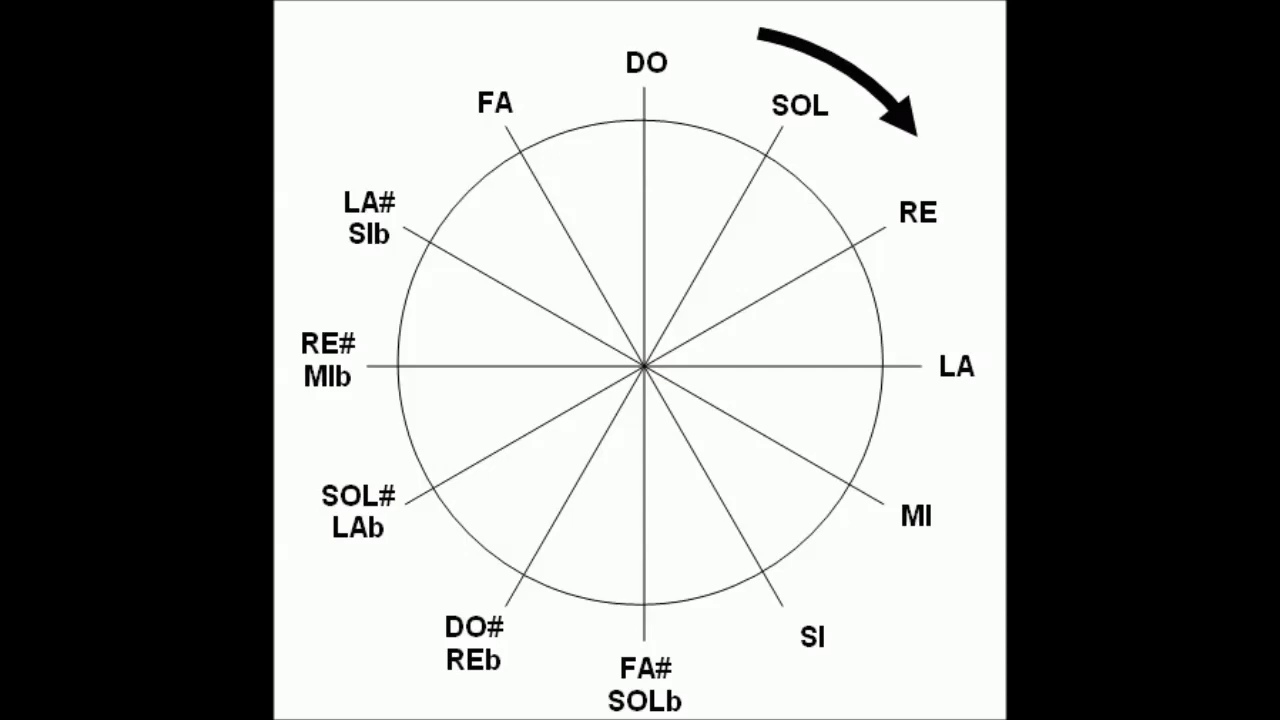 DO
SOL
RE
LA
MI
SI
FA#
SOLb
DO#
REb
SOL#
LAb
RE#
MIb
LA#
SIb
FA